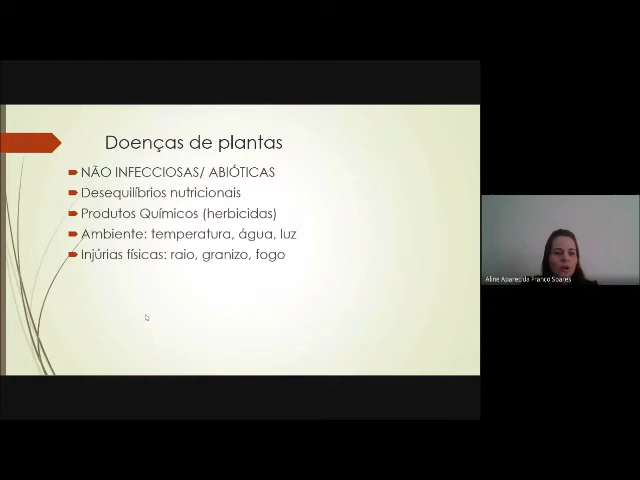 Doenças de plantas
NÃO INFECCIOSAS/ ABIÓTICAS
Desequilíbrios nutricionais
Produtos Químicos (herbicidas)
Ambiente: temperatura, água, luz
Injúrias físicas: raio, granizo, fogo
Aline Aparecida Franco Soares